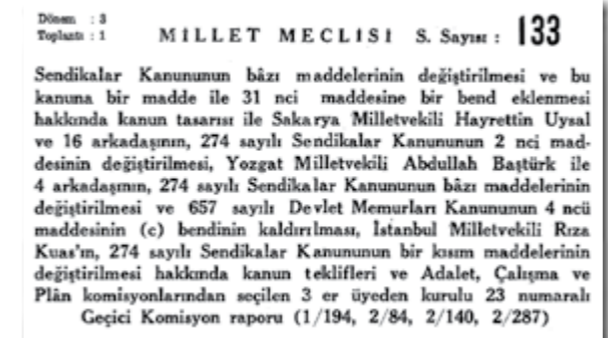 Dönem : 3
Toplantı : 1 MİLLET MECLİSİ S. Sayısı : 133
Sendikalar Kanununun bâzı maddelerinin değiştirilmesi ve bu
kanuna bir madde ile 31 nci maddesine bir bend eklenmesi
hakkında kanun tasarısı ile Sakarya Milletvekili Hayrettin Uysal
ve 16 arkadaşının, 274 sayılı Sendikalar Kanununun 2 nci mad-
desinin değiştirilmesi, Yozgat Milletvekili Abdullah Baştürk ile
4 arkadaşının, 274 sayılı Sendikalar Kanununun bâzı maddelerinin
değiştirilmesi ve 657 sayılı Devlet Memurları Kanununun 4 ncü
maddesinin (c) bendinin kaldırılması, İstanbul Milletvekili Rıza
Kuas'ın, 274 sayılı Sendikalar Kanununun bir kısım maddelerinin
değiştirilmesi hakkında kanun teklifleri ve Adalet, Çalışma ve
Plân komisyonlarından seçilen 3 er üyeden kurulu 23 numaralı
Geçici Komisyon raporu (1/194, 2/84, 2/140, 2/287)